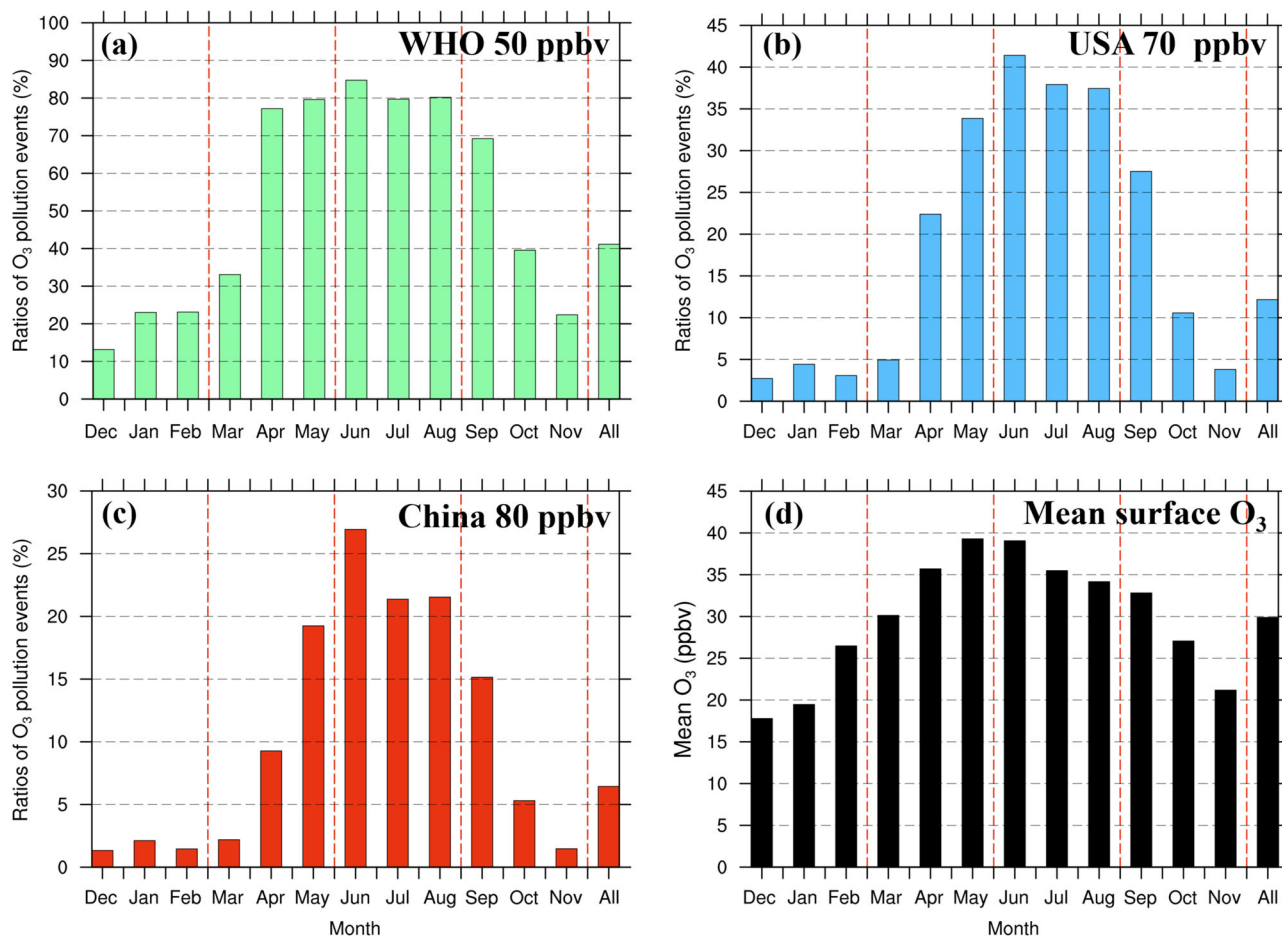 (a) WHO 50 ppbv
Ratios of O3 pollution events (%)
100
90
80
70
60
50
40
30
20
10
0
Dec Jan Feb Mar Apr May Jun Jul Aug Sep Oct Nov All
(b) USA 70 ppbv
Ratios of O3 pollution events (%)
45
40
35
30
25
20
15
10
5
0
Dec Jan Feb Mar Apr May Jun Jul Aug Sep Oct Nov All
(c) China 80 ppbv
Ratios of O3 pollution events (%)
30
25
20
15
10
5
0
Dec Jan Feb Mar Apr May Jun Jul Aug Sep Oct Nov All
Month
(d) Mean surface O3
Mean O3 (ppbv)
45
40
35
30
25
20
15
10
5
0
Dec Jan Feb Mar Apr May Jun Jul Aug Sep Oct Nov All
Month